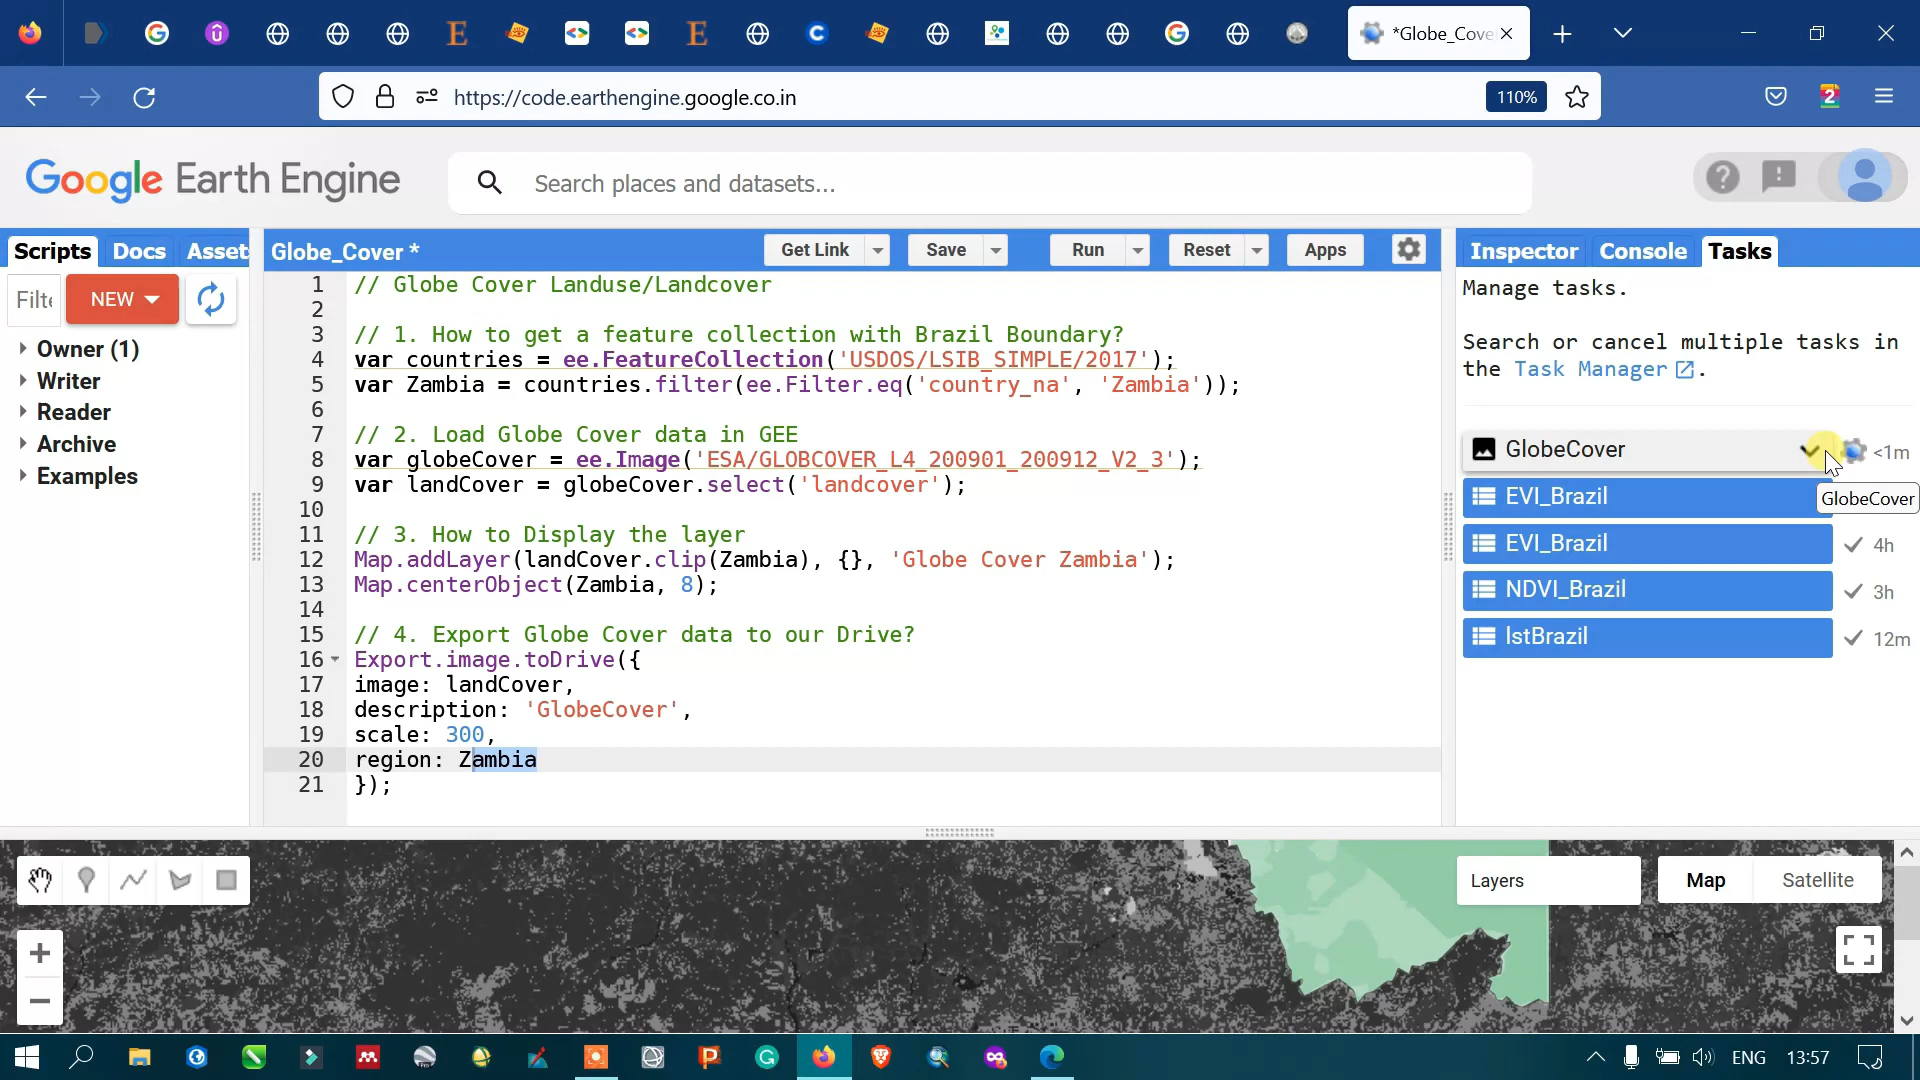 *Globe_Cove
https://code.earthengine.google.co.in
110%
2
Google Earth Engine
Search places and datasets...
Scripts Docs Asset
Globe_Cover *
Get Link Save Run Reset Apps
Inspector Console Tasks
Filte
NEW
Owner (1)
Writer
Reader
Archive
Examples
1 // Globe Cover Landuse/Landcover
2
3 // 1. How to get a feature collection with Brazil Boundary?
4 var countries = ee.FeatureCollection('USDOS/LSIB_SIMPLE/2017');
5 var Zambia = countries.filter(ee.Filter.eq('country_na', 'Zambia'));
6
7 // 2. Load Globe Cover data in GEE
8 var globeCover = ee.Image('ESA/GLOBCOVER_L4_200901_200912_V2_3');
9 var landCover = globeCover.select('landcover');
10
11 // 3. How to Display the layer
12 Map.addLayer(landCover.clip(Zambia), {}, 'Globe Cover Zambia');
13 Map.centerObject(Zambia, 8);
14
15 // 4. Export Globe Cover data to our Drive?
16 Export.image.toDrive({
17 image: landCover,
18 description: 'GlobeCover',
19 scale: 300,
20 region: Zambia
21 });
Manage tasks.
Search or cancel multiple tasks in
the Task Manager .
GlobeCover <1m
GlobeCover
EVI_Brazil
EVI_Brazil 4h
NDVI_Brazil 3h
lstBrazil 12m
Layers
Map Satellite
ENG 13:57